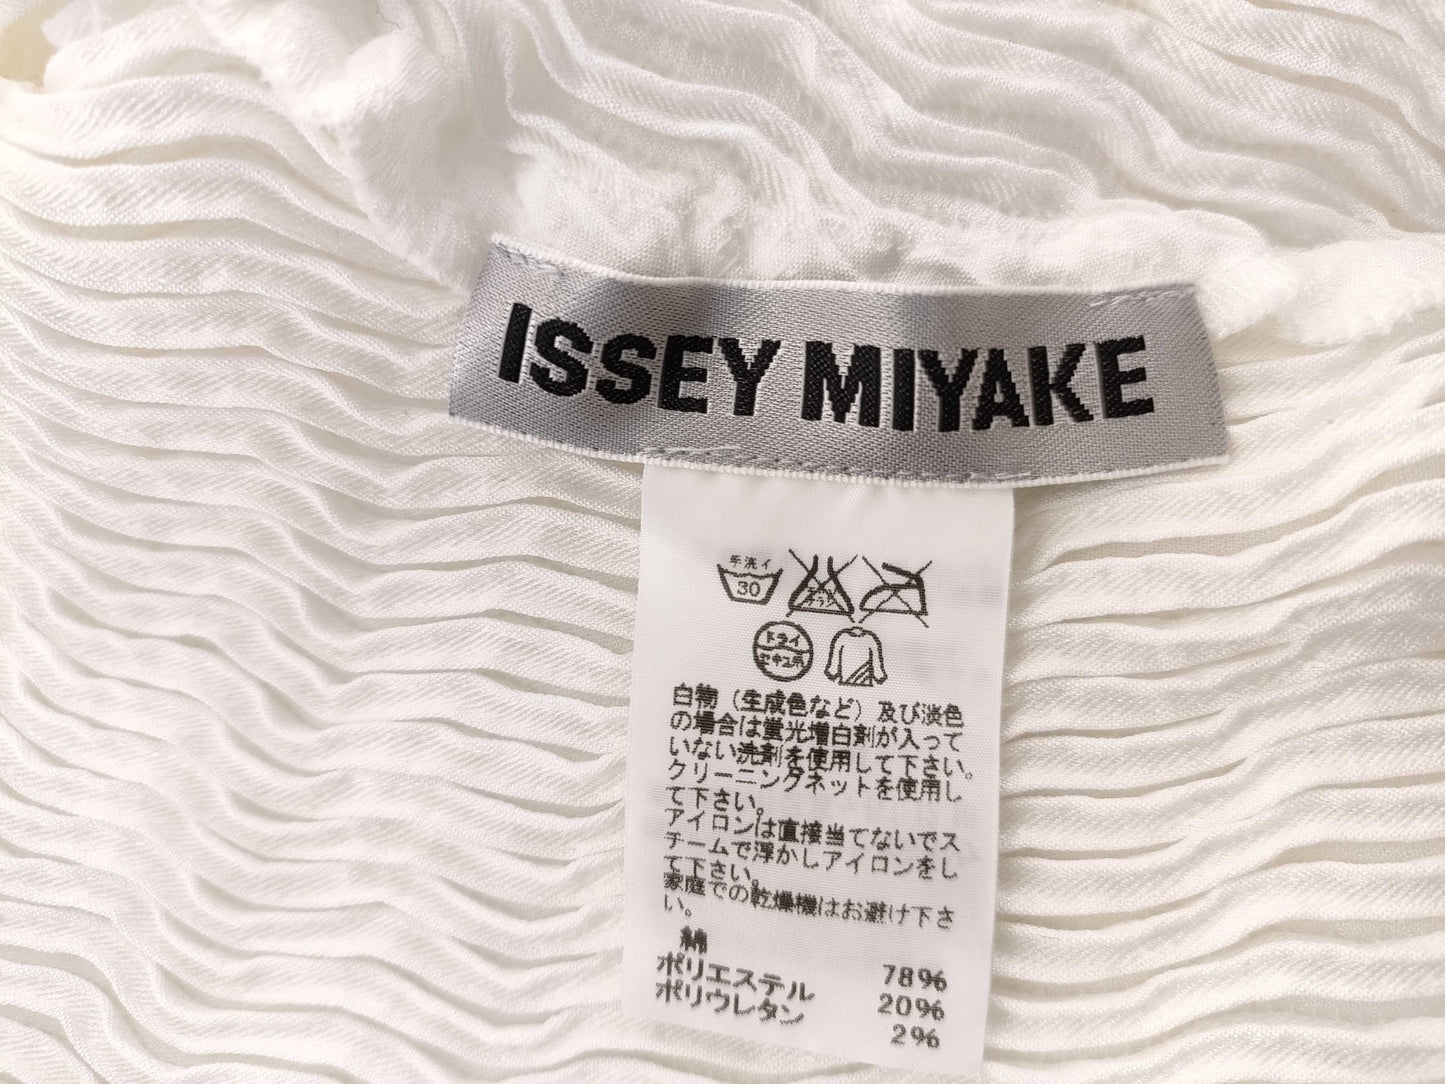 ISSEY MIYAKE
手洗イ
30
ドライ
セキユ系
白物（生成色など）及び淡色
の場合は蛍光増白剤が入って
いない洗剤を使用して下さい。
クリーニングネットを使用し
て下さい。
アイロンは直接当てないでス
チームで浮かしアイロンをし
て下さい。
家庭での乾燥機はお避け下さ
い。
綿 78%
ポリエステル 20%
ポリウレタン 2%